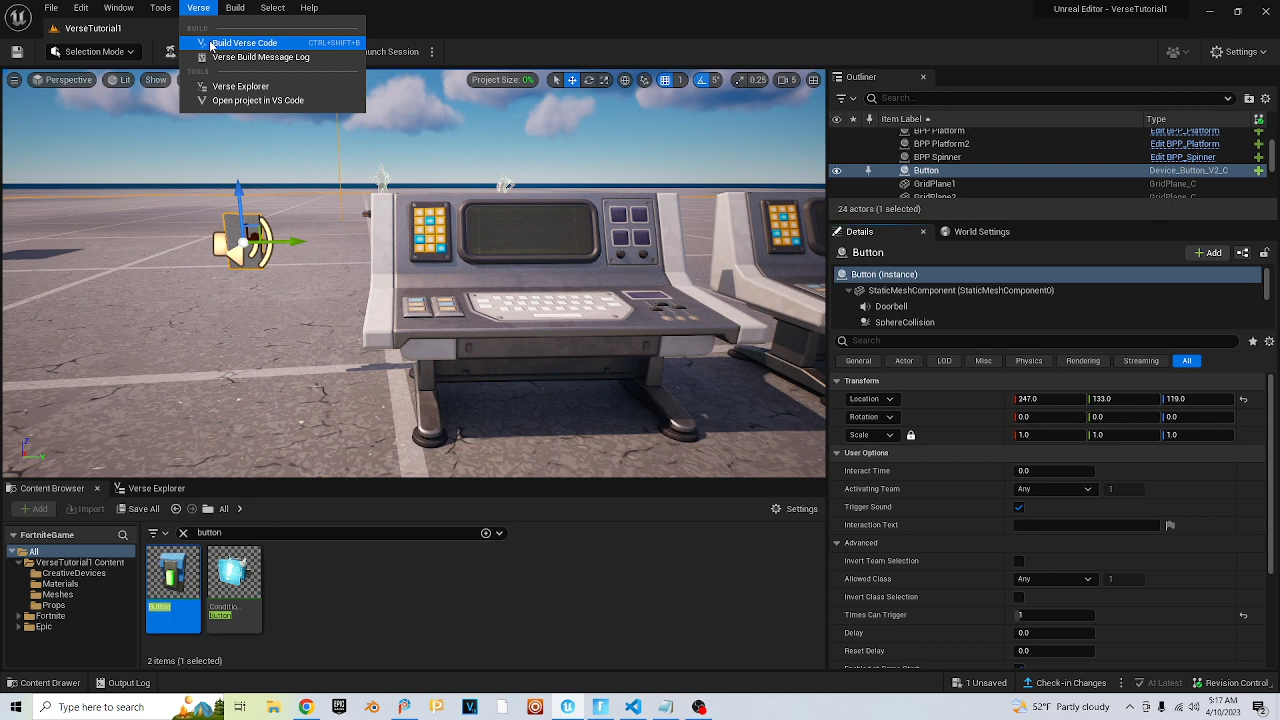 File Edit Window Tools Verse Build Select Help
Unreal Editor - VerseTutorial1
VerseTutorial1
Selection Mode
unch Session
Settings
BUILD
Build Verse Code CTRL+SHIFT+B
Verse Build Message Log
TOOLS
Verse Explorer
Open project in VS Code
Perspective Lit Show
Project Size: 0%
1 5° 0.25 5
Outliner
Search...
Item Label Type
BPP Platform Edit BPP_Platform
BPP Platform2 Edit BPP_Platform
BPP Spinner Edit BPP_Spinner
Button Device_Button_V2_C
GridPlane1 GridPlane_C
24 actors (1 selected)
Details World Settings
Button Add
Button (Instance)
StaticMeshComponent (StaticMeshComponent0)
Doorbell
SphereCollision
Search
General Actor LOD Misc Physics Rendering Streaming All
Transform
Location 247.0 133.0 119.0
Rotation 0.0 0.0 0.0
Scale 1.0 1.0 1.0
User Options
Interact Time 0.0
Activating Team Any 1
Trigger Sound
Interaction Text
Advanced
Invert Team Selection
Allowed Class Any 1
Invert Class Selection
Times Can Trigger 1
Delay 0.0
Reset Delay 0.0
Content Browser Verse Explorer
Add Import Save All All Settings
FortniteGame
button
All
VerseTutorial1 Content
CreativeDevices
Materials
Meshes
Props
Fortnite
Epic
Button
Conditio..
Button
2 items (1 selected)
Content Drawer Output Log
1 Unsaved Check-in Changes At Latest Revision Control
Type here to search
52°F Cloudy
5:17 AM
4/10/2023